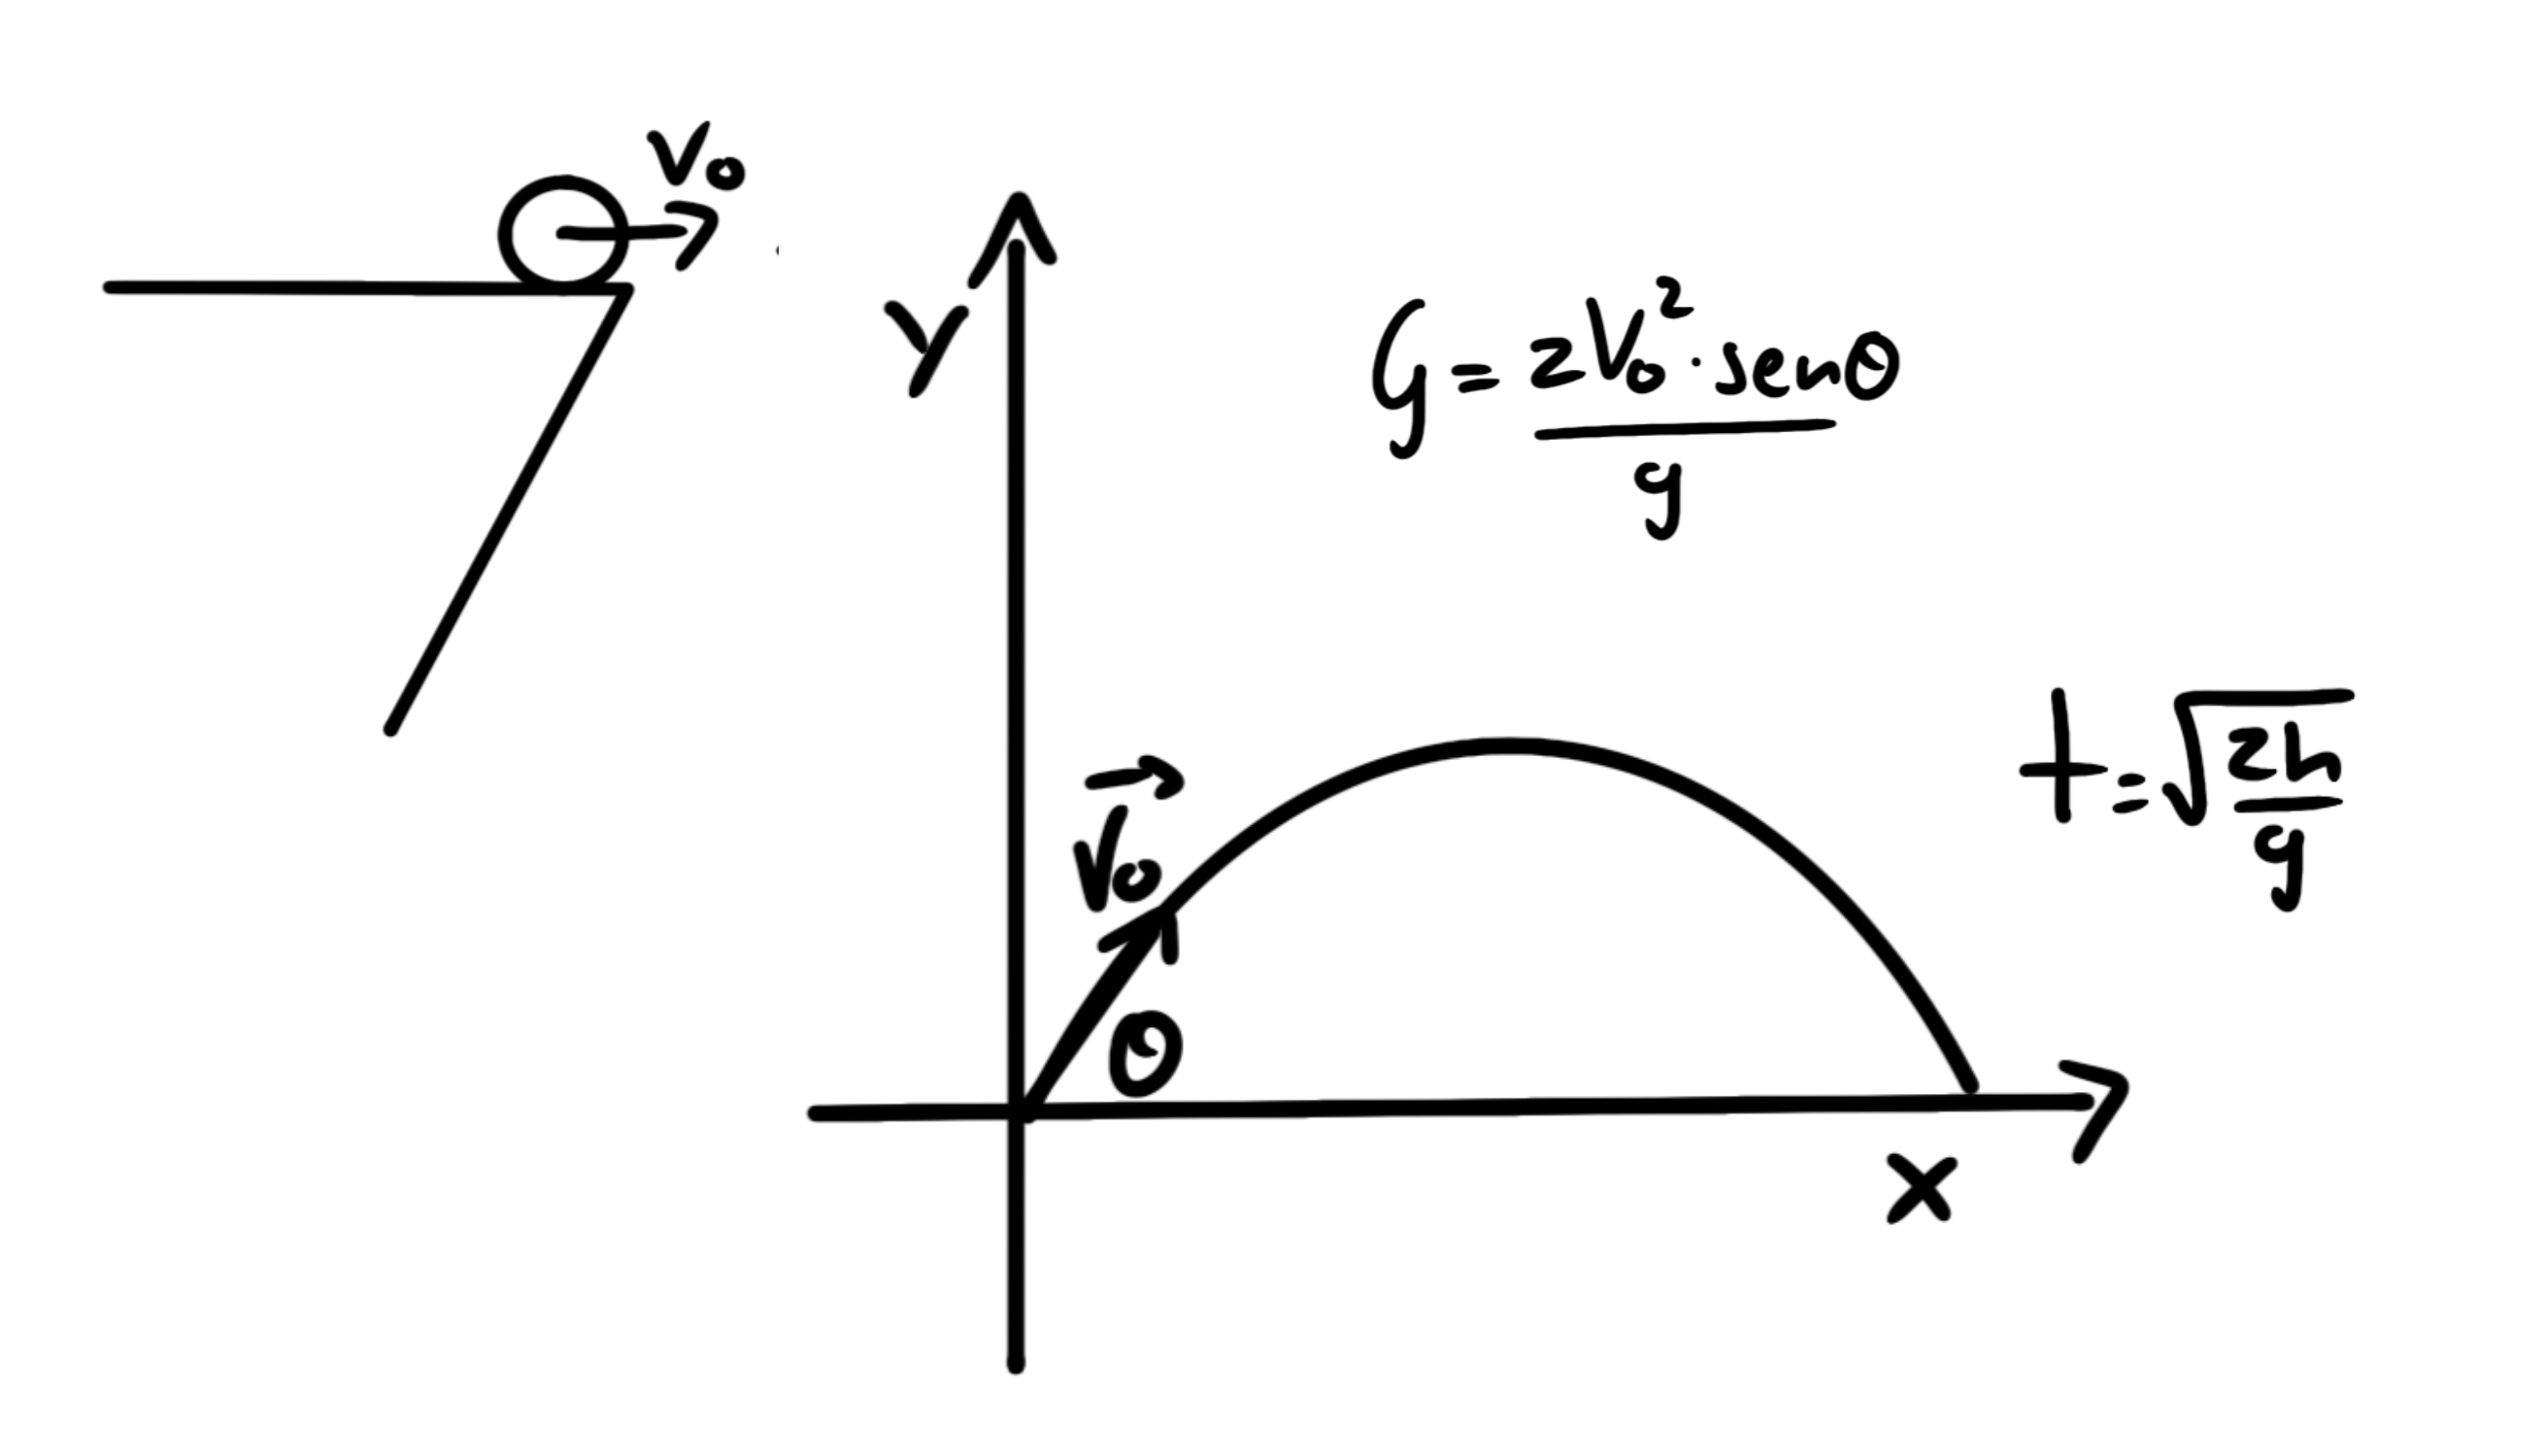 V₀
Y
G = 2V₀² · senθ / g
t = √(2h / g)
V₀
θ
X